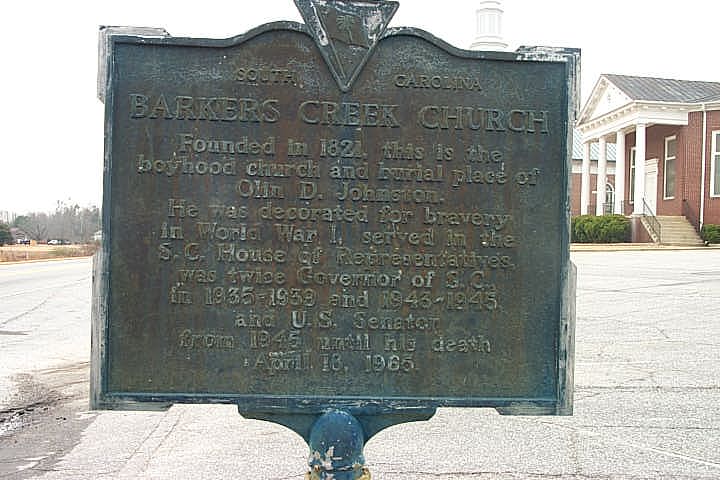 SOUTH CAROLINA
BARKERS CREEK CHURCH
Founded in 1821, this is the
boyhood church and burial place of
Olin D. Johnston.
He was decorated for bravery
in World War I, served in the
S.C. House of Representatives,
was twice Governor of S.C.,
in 1935-1939 and 1943-1945,
and U.S. Senator
from 1945 until his death
April 18, 1965.